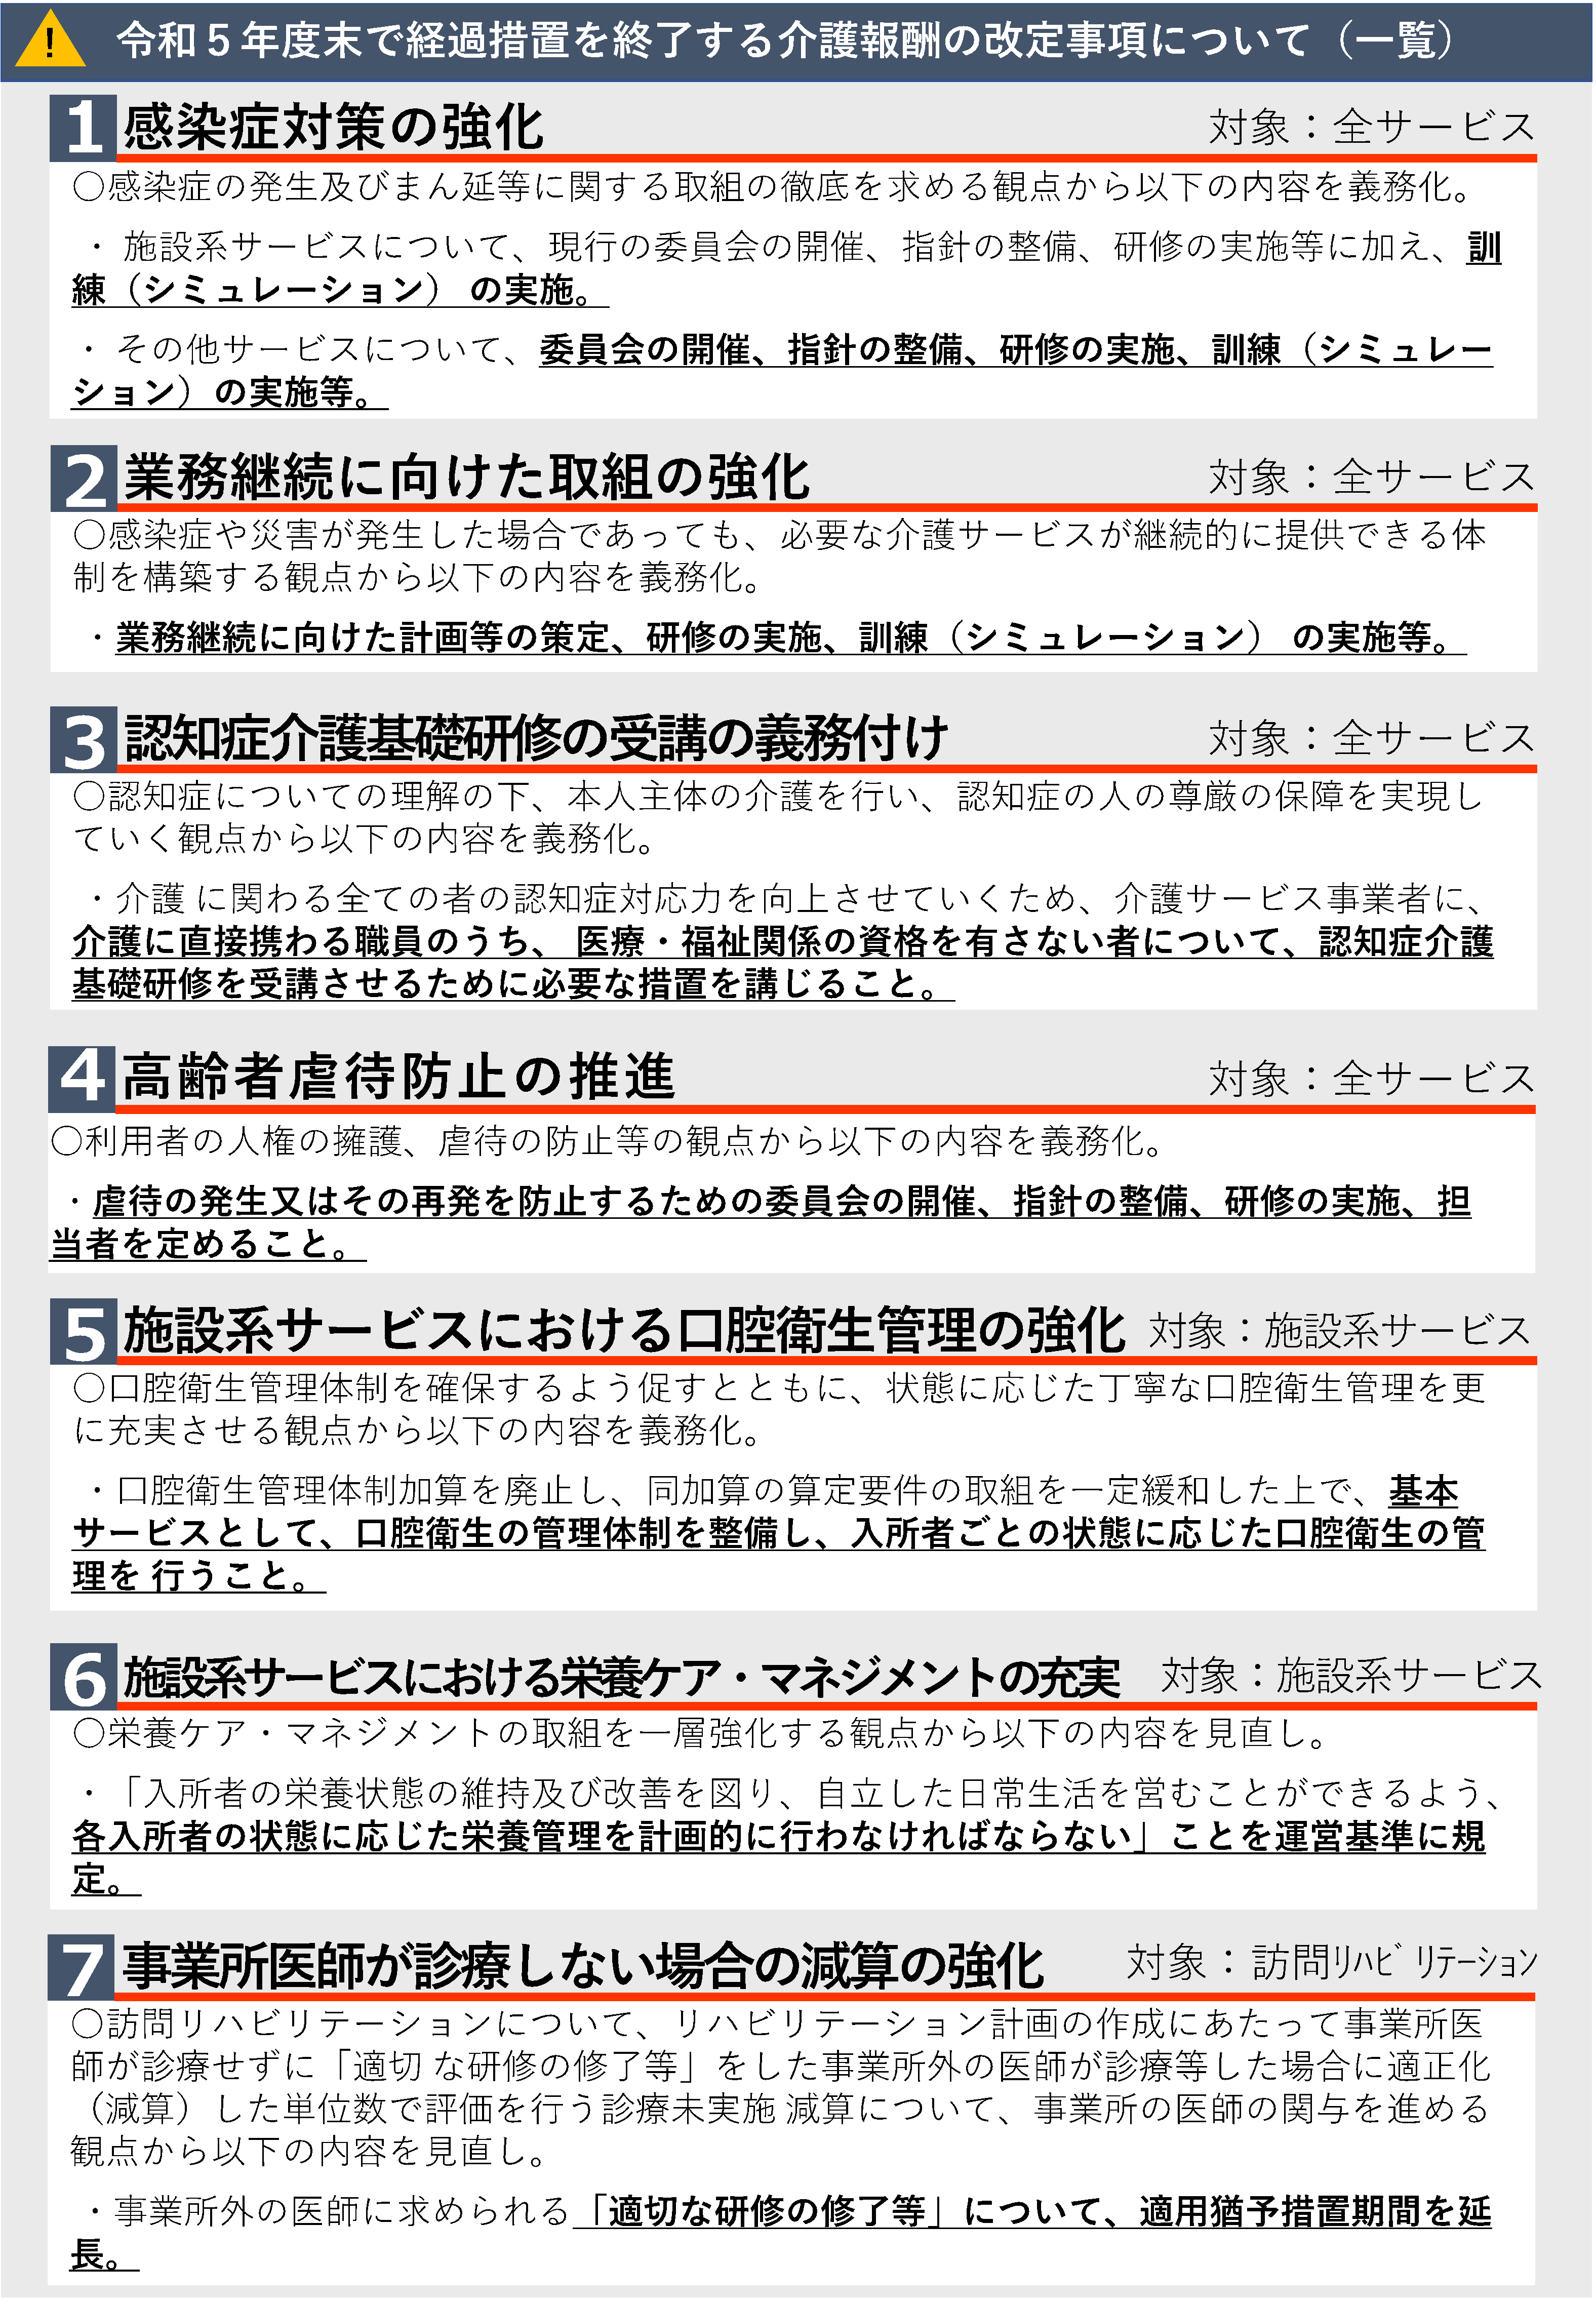 !
令和５年度末で経過措置を終了する介護報酬の改定事項について（一覧）
1 感染症対策の強化 対象：全サービス
○感染症の発生及びまん延等に関する取組の徹底を求める観点から以下の内容を義務化。
・ 施設系サービスについて、現行の委員会の開催、指針の整備、研修の実施等に加え、訓
練（シミュレーション） の実施。
・ その他サービスについて、委員会の開催、指針の整備、研修の実施、訓練（シミュレー
ション）の実施等。
2 業務継続に向けた取組の強化 対象：全サービス
○感染症や災害が発生した場合であっても、必要な介護サービスが継続的に提供できる体
制を構築する観点から以下の内容を義務化。
・業務継続に向けた計画等の策定、研修の実施、訓練（シミュレーション） の実施等。
3 認知症介護基礎研修の受講の義務付け 対象：全サービス
○認知症についての理解の下、本人主体の介護を行い、認知症の人の尊厳の保障を実現し
ていく観点から以下の内容を義務化。
・介護 に関わる全ての者の認知症対応力を向上させていくため、介護サービス事業者に、
介護に直接携わる職員のうち、 医療・福祉関係の資格を有さない者について、認知症介護
基礎研修を受講させるために必要な措置を講じること。
4 高齢者虐待防止の推進 対象：全サービス
○利用者の人権の擁護、虐待の防止等の観点から以下の内容を義務化。
・虐待の発生又はその再発を防止するための委員会の開催、指針の整備、研修の実施、担
当者を定めること。
5 施設系サービスにおける口腔衛生管理の強化 対象：施設系サービス
○口腔衛生管理体制を確保するよう促すとともに、状態に応じた丁寧な口腔衛生管理を更
に充実させる観点から以下の内容を義務化。
・口腔衛生管理体制加算を廃止し、同加算の算定要件の取組を一定緩和した上で、基本
サービスとして、口腔衛生の管理体制を整備し、入所者ごとの状態に応じた口腔衛生の管
理を 行うこと。
6 施設系サービスにおける栄養ケア・マネジメントの充実 対象：施設系サービス
○栄養ケア・マネジメントの取組を一層強化する観点から以下の内容を見直し。
・「入所者の栄養状態の維持及び改善を図り、自立した日常生活を営むことができるよう、
各入所者の状態に応じた栄養管理を計画的に行わなければならない」ことを運営基準に規
定。
7 事業所医師が診療しない場合の減算の強化 対象：訪問ﾘﾊﾋﾞﾘﾃｰｼｮﾝ
○訪問リハビリテーションについて、リハビリテーション計画の作成にあたって事業所医
師が診療せずに「適切 な研修の修了等」をした事業所外の医師が診療等した場合に適正化
（減算） した単位数で評価を行う診療未実施 減算について、事業所の医師の関与を進める
観点から以下の内容を見直し。
・事業所外の医師に求められる「適切な研修の修了等」について、適用猶予措置期間を延
長。